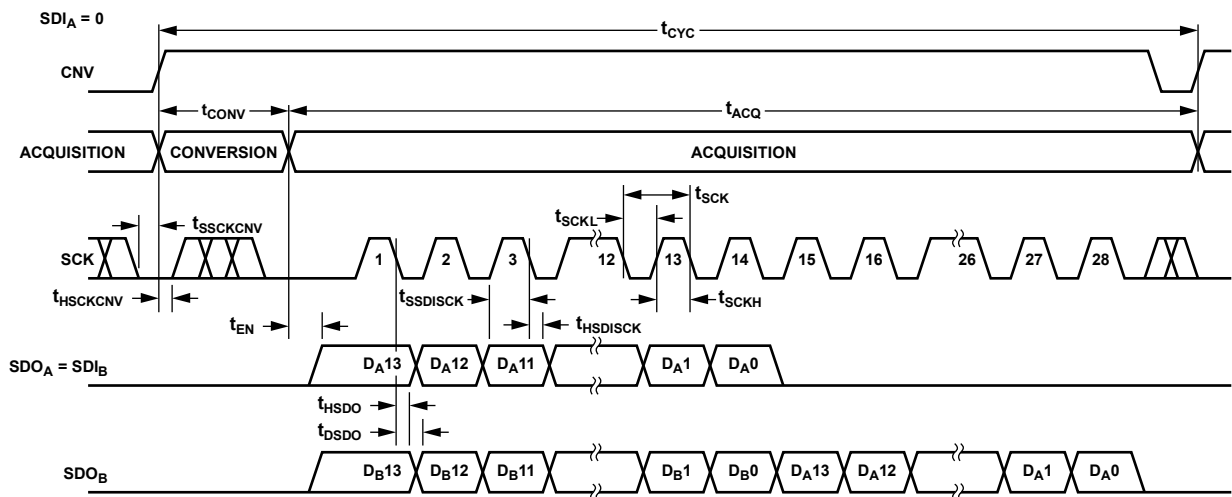 SDIA = 0
tCYC
CNV
tCONV
tACQ
ACQUISITION
CONVERSION
ACQUISITION
tSSCKCNV
tSCKL
tSCK
SCK
1
2
3
12
13
14
15
16
26
27
28
tHSCKCNV
tSSDISCK
tSCKH
tEN
tHSDISCK
SDOA = SDIB
DA13
DA12
DA11
DA1
DA0
tHSDO
tDSDO
SDOB
DB13
DB12
DB11
DB1
DB0
DA13
DA12
DA1
DA0